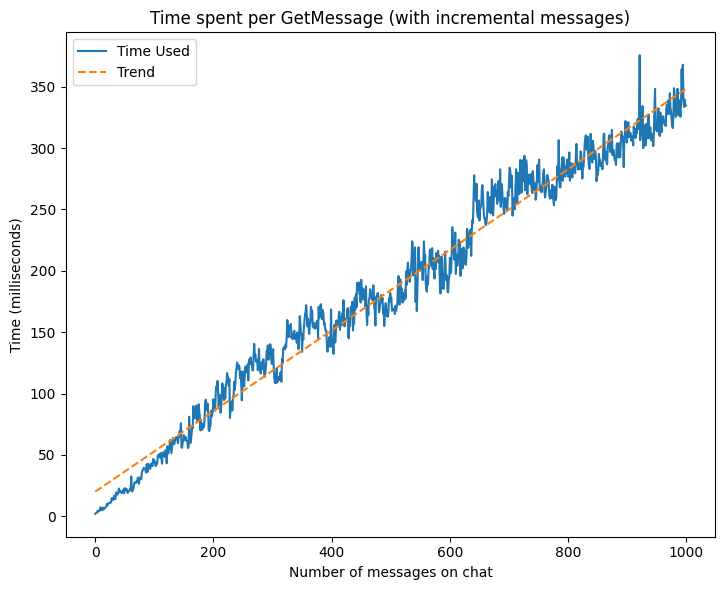 Time spent per GetMessage (with incremental messages)
Time Used
Trend
350
300
250
200
150
100
50
0
Time (milliseconds)
0 200 400 600 800 1000
Number of messages on chat